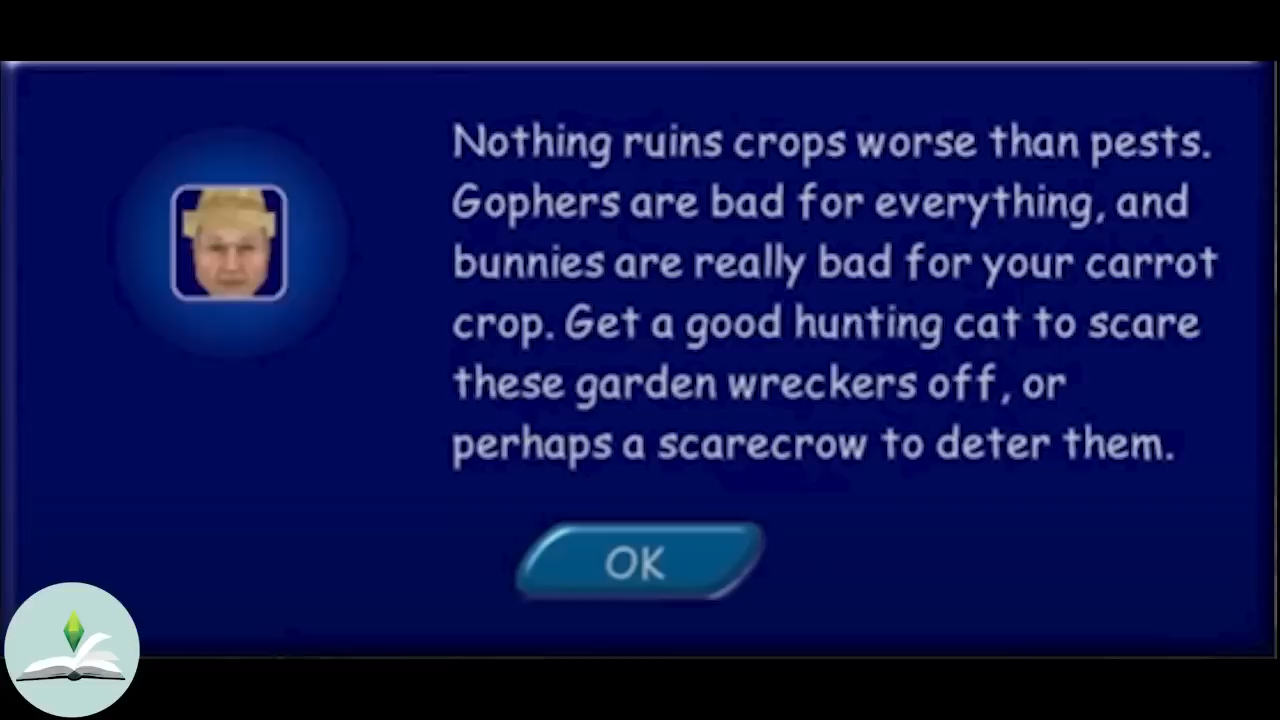 Nothing ruins crops worse than pests.
Gophers are bad for everything, and
bunnies are really bad for your carrot
crop. Get a good hunting cat to scare
these garden wreckers off, or
perhaps a scarecrow to deter them.
OK